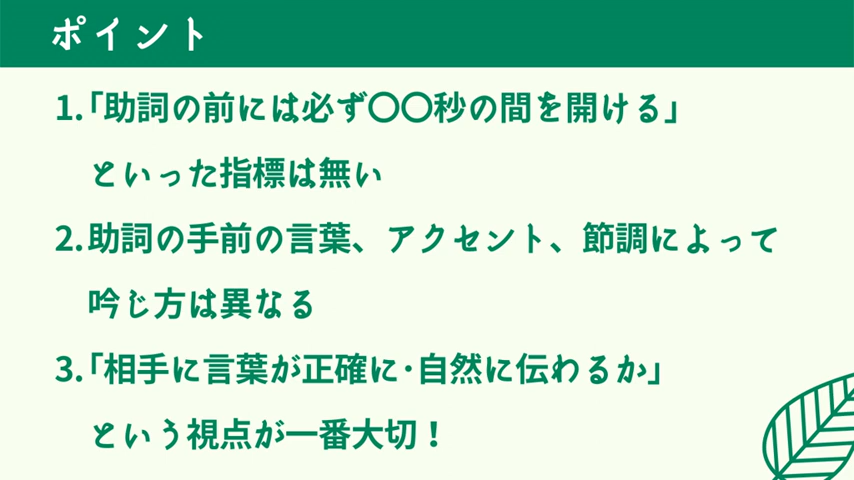 ポイント
1.「助詞の前には必ず〇〇秒の間を開ける」
といった指標は無い
2.助詞の手前の言葉、アクセント、節調によって
吟じ方は異なる
3.「相手に言葉が正確に・自然に伝わるか」
という視点が一番大切！